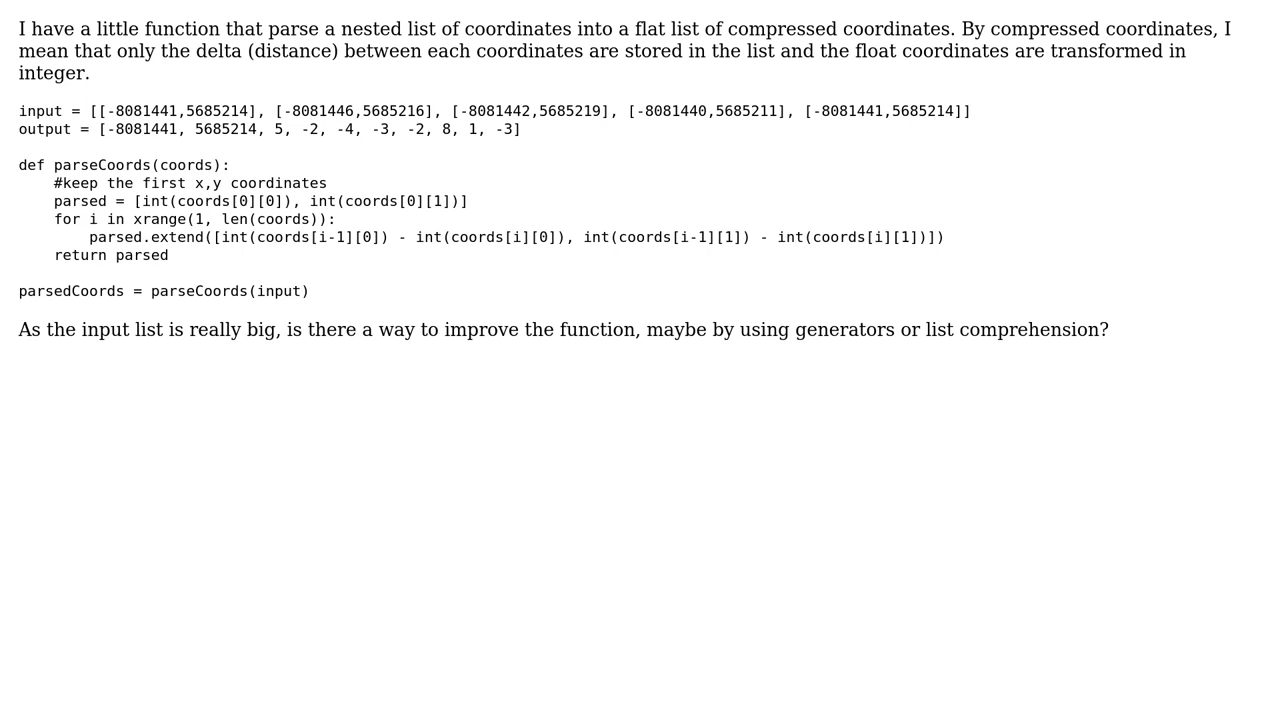 I have a little function that parse a nested list of coordinates into a flat list of compressed coordinates. By compressed coordinates, I
mean that only the delta (distance) between each coordinates are stored in the list and the float coordinates are transformed in
integer.
input = [[-8081441,5685214], [-8081446,5685216], [-8081442,5685219], [-8081440,5685211], [-8081441,5685214]]
output = [-8081441, 5685214, 5, -2, -4, -3, -2, 8, 1, -3]
def parseCoords(coords):
    #keep the first x,y coordinates
    parsed = [int(coords[0][0]), int(coords[0][1])]
    for i in xrange(1, len(coords)):
        parsed.extend([int(coords[i-1][0]) - int(coords[i][0]), int(coords[i-1][1]) - int(coords[i][1])])
    return parsed
parsedCoords = parseCoords(input)
As the input list is really big, is there a way to improve the function, maybe by using generators or list comprehension?